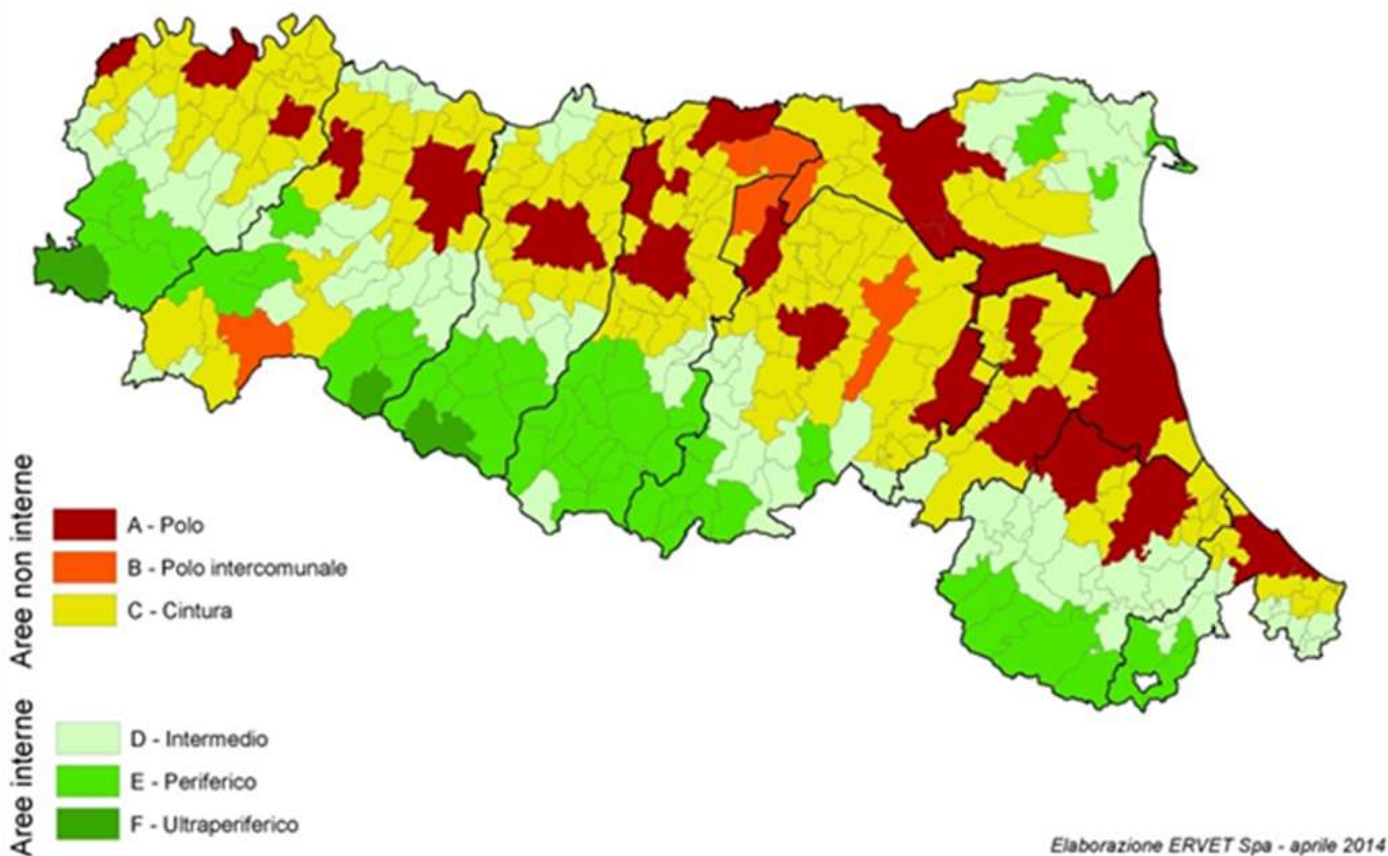 Aree non interne
A - Polo
B - Polo intercomunale
C - Cintura
Aree interne
D - Intermedio
E - Periferico
F - Ultraperiferico
Elaborazione ERVET Spa - aprile 2014